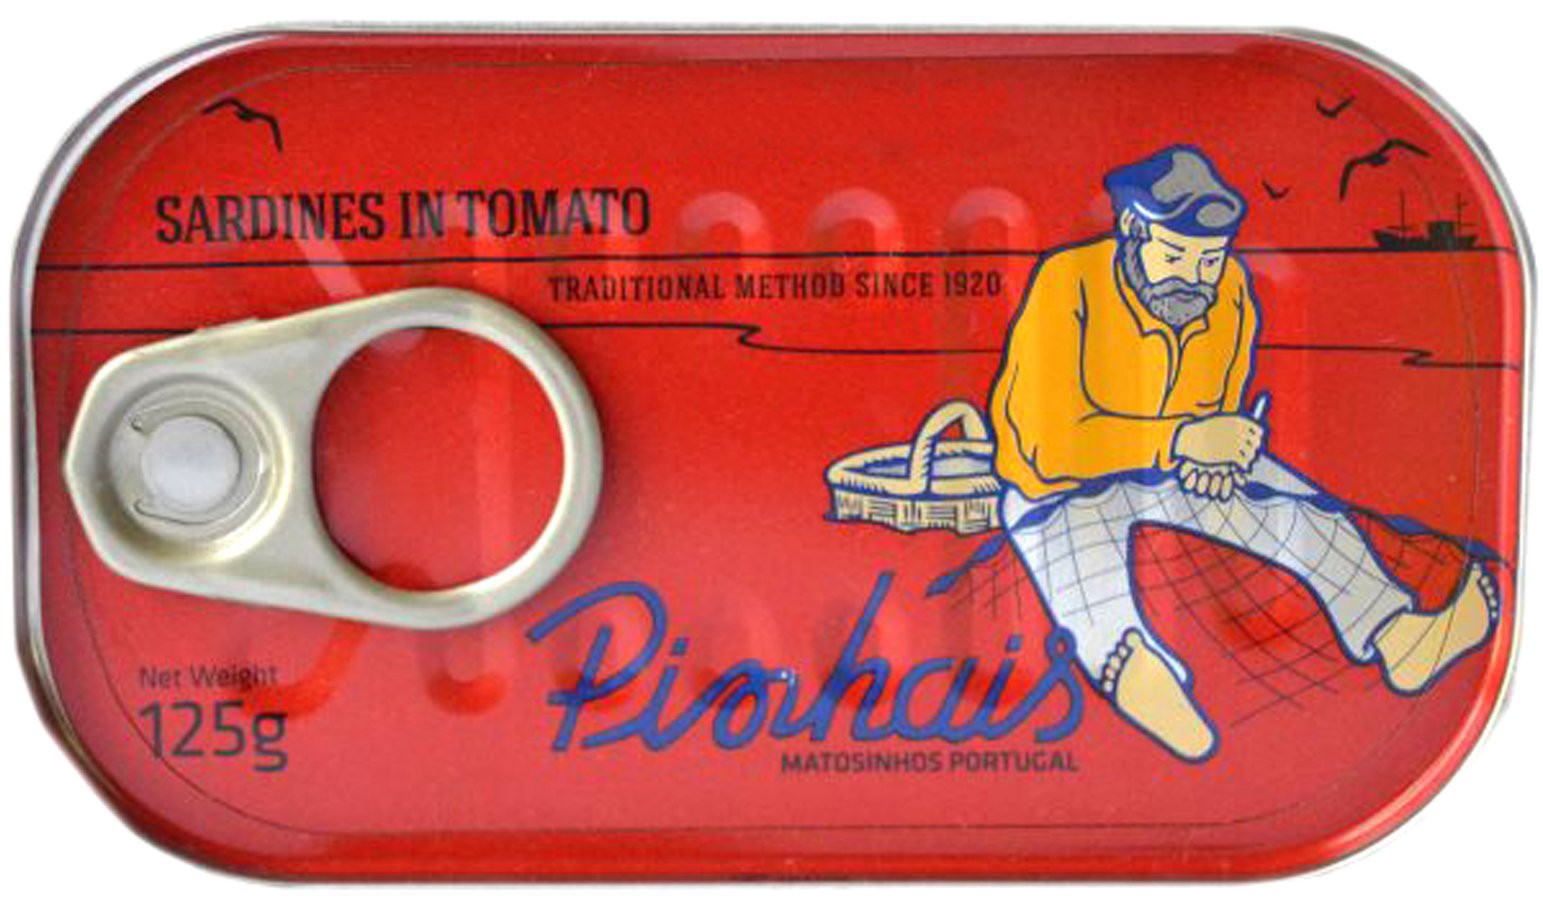 SARDINES IN TOMATO
TRADITIONAL METHOD SINCE 1920
Net Weight
125g
Pinhais
MATOSINHOS PORTUGAL